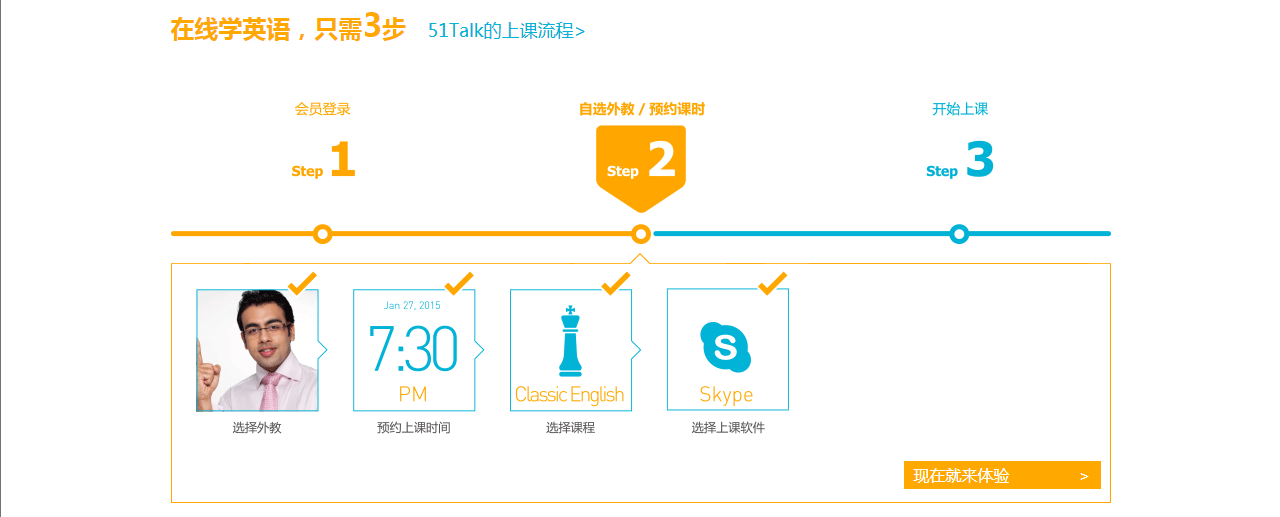 在线学英语，只需3步 51Talk的上课流程>
会员登录 自选外教 / 预约课时 开始上课
Step 1 Step 2 Step 3
Jan 27, 2015
7:30
PM Classic English Skype
选择外教 预约上课时间 选择课程 选择上课软件
现在就来体验 >